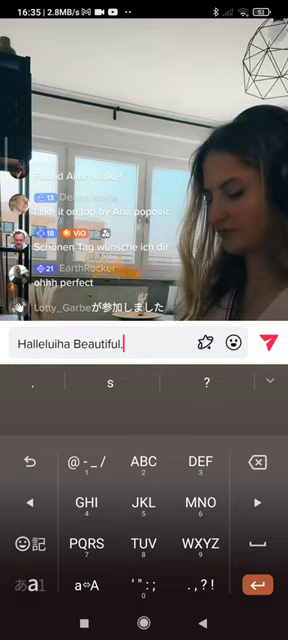 16:35 | 2.8MB/s
53
Faded Alien walker
13
I like it on top by Ana popovic
18 ViO
Schönen Tag wünsche ich dir
21 EarthRocker
ohhh perfect
Lotty_Garbeが参加しました
Halleluiha Beautiful.
. s ?
@-_/ ABC DEF
1 2 3
GHI JKL MNO
4 5 6
☺記 PQRS TUV WXYZ
7 8 9
あa1 a⇔A '":; .,?!
0